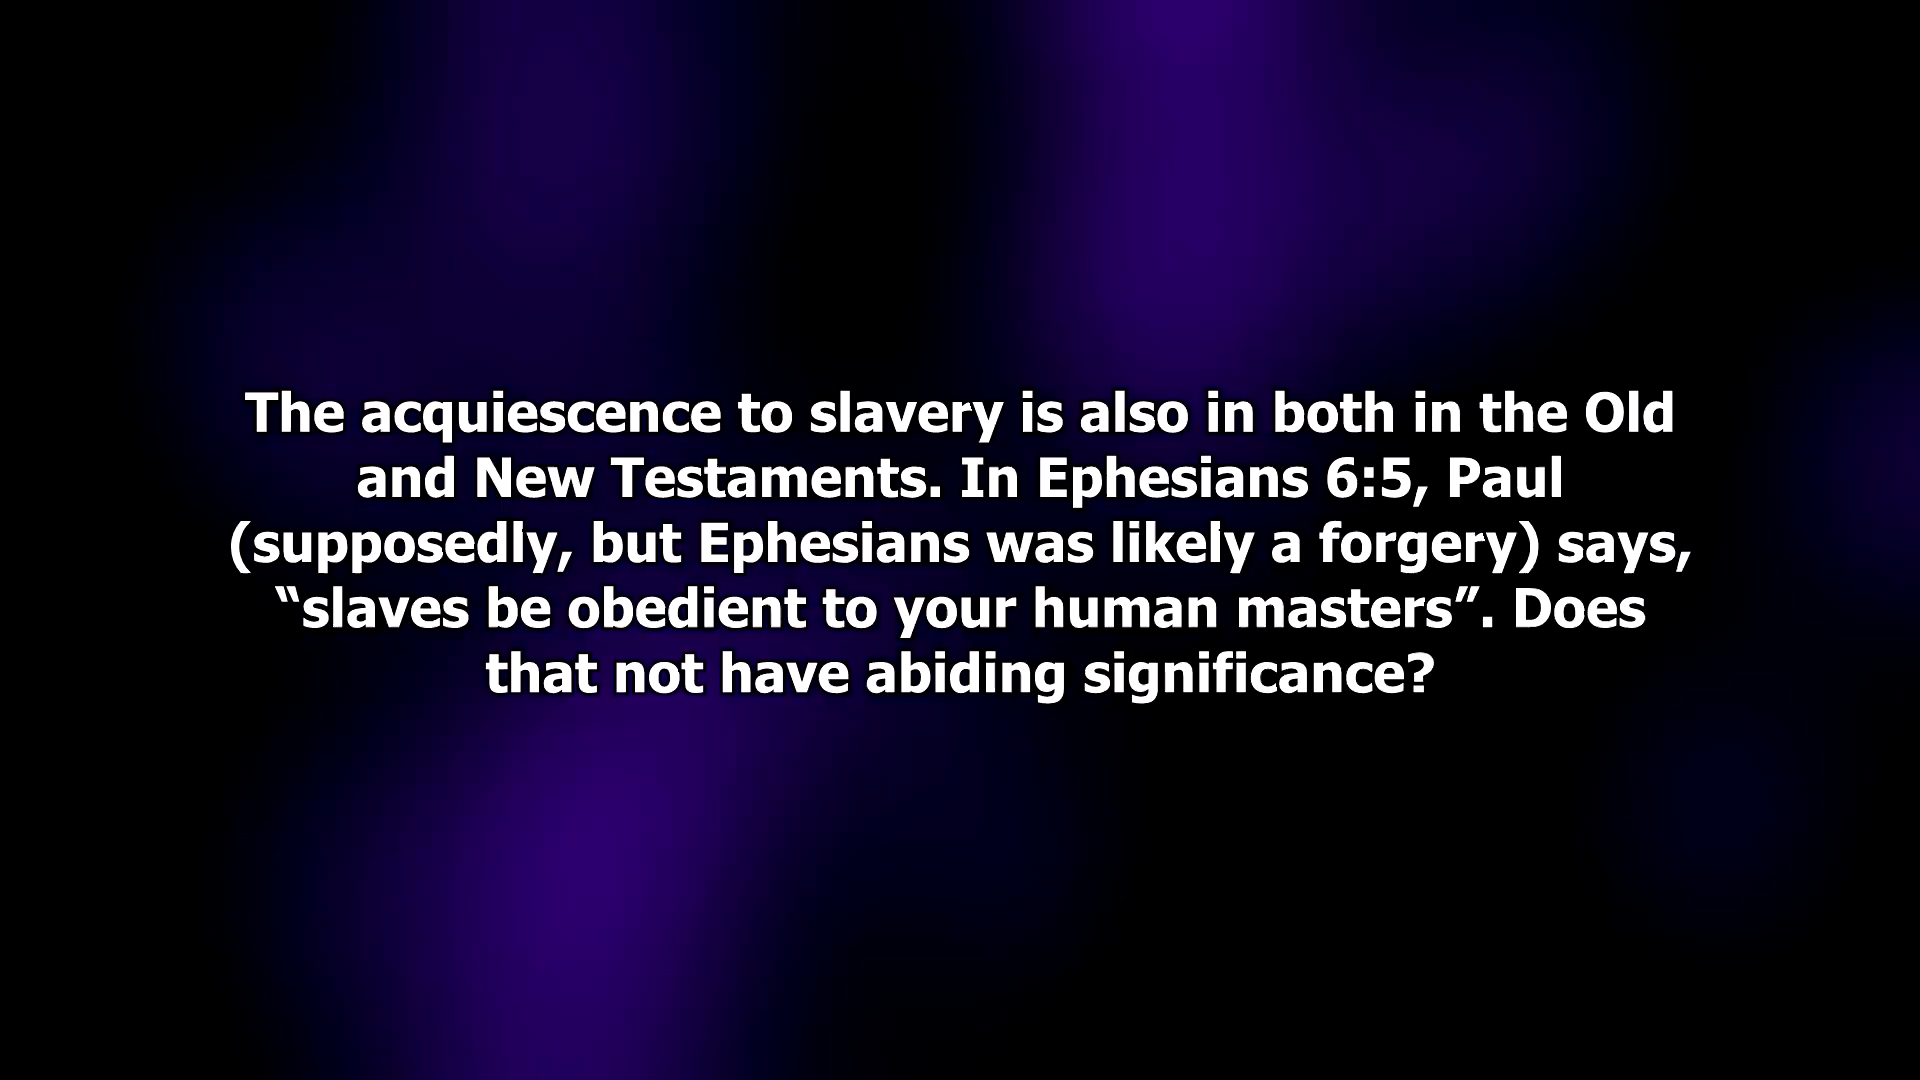 The acquiescence to slavery is also in both in the Old
and New Testaments. In Ephesians 6:5, Paul
(supposedly, but Ephesians was likely a forgery) says,
“slaves be obedient to your human masters”. Does
that not have abiding significance?